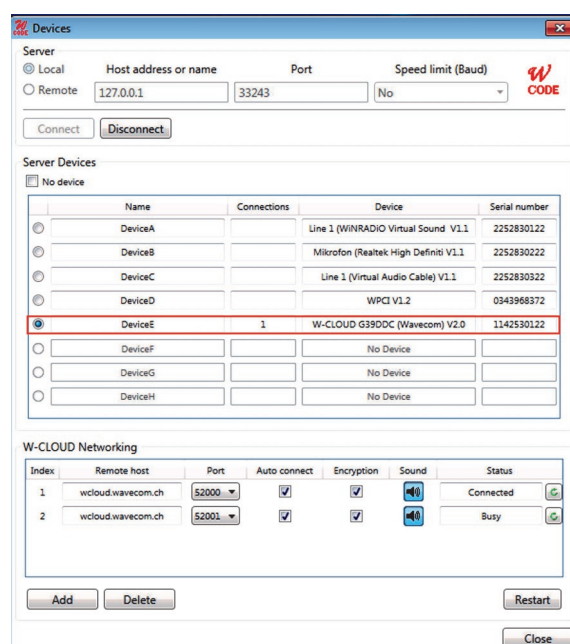 W CODE Devices
Server
Local Host address or name Port Speed limit (Baud)
Remote 127.0.0.1 33243 No
W CODE
Connect Disconnect
Server Devices
No device
Name Connections Device Serial number
DeviceA Line 1 (WiNRADiO Virtual Sound V1.1 2252830122
DeviceB Mikrofon (Realtek High Definiti V1.1 2252830222
DeviceC Line 1 (Virtual Audio Cable) V1.1 2252830322
DeviceD WPCI V1.2 0343968372
DeviceE 1 W-CLOUD G39DDC (Wavecom) V2.0 1142530122
DeviceF No Device
DeviceG No Device
DeviceH No Device
W-CLOUD Networking
Index Remote host Port Auto connect Encryption Sound Status
1 wcloud.wavecom.ch 52000 Connected
2 wcloud.wavecom.ch 52001 Busy
Add Delete Restart
Close